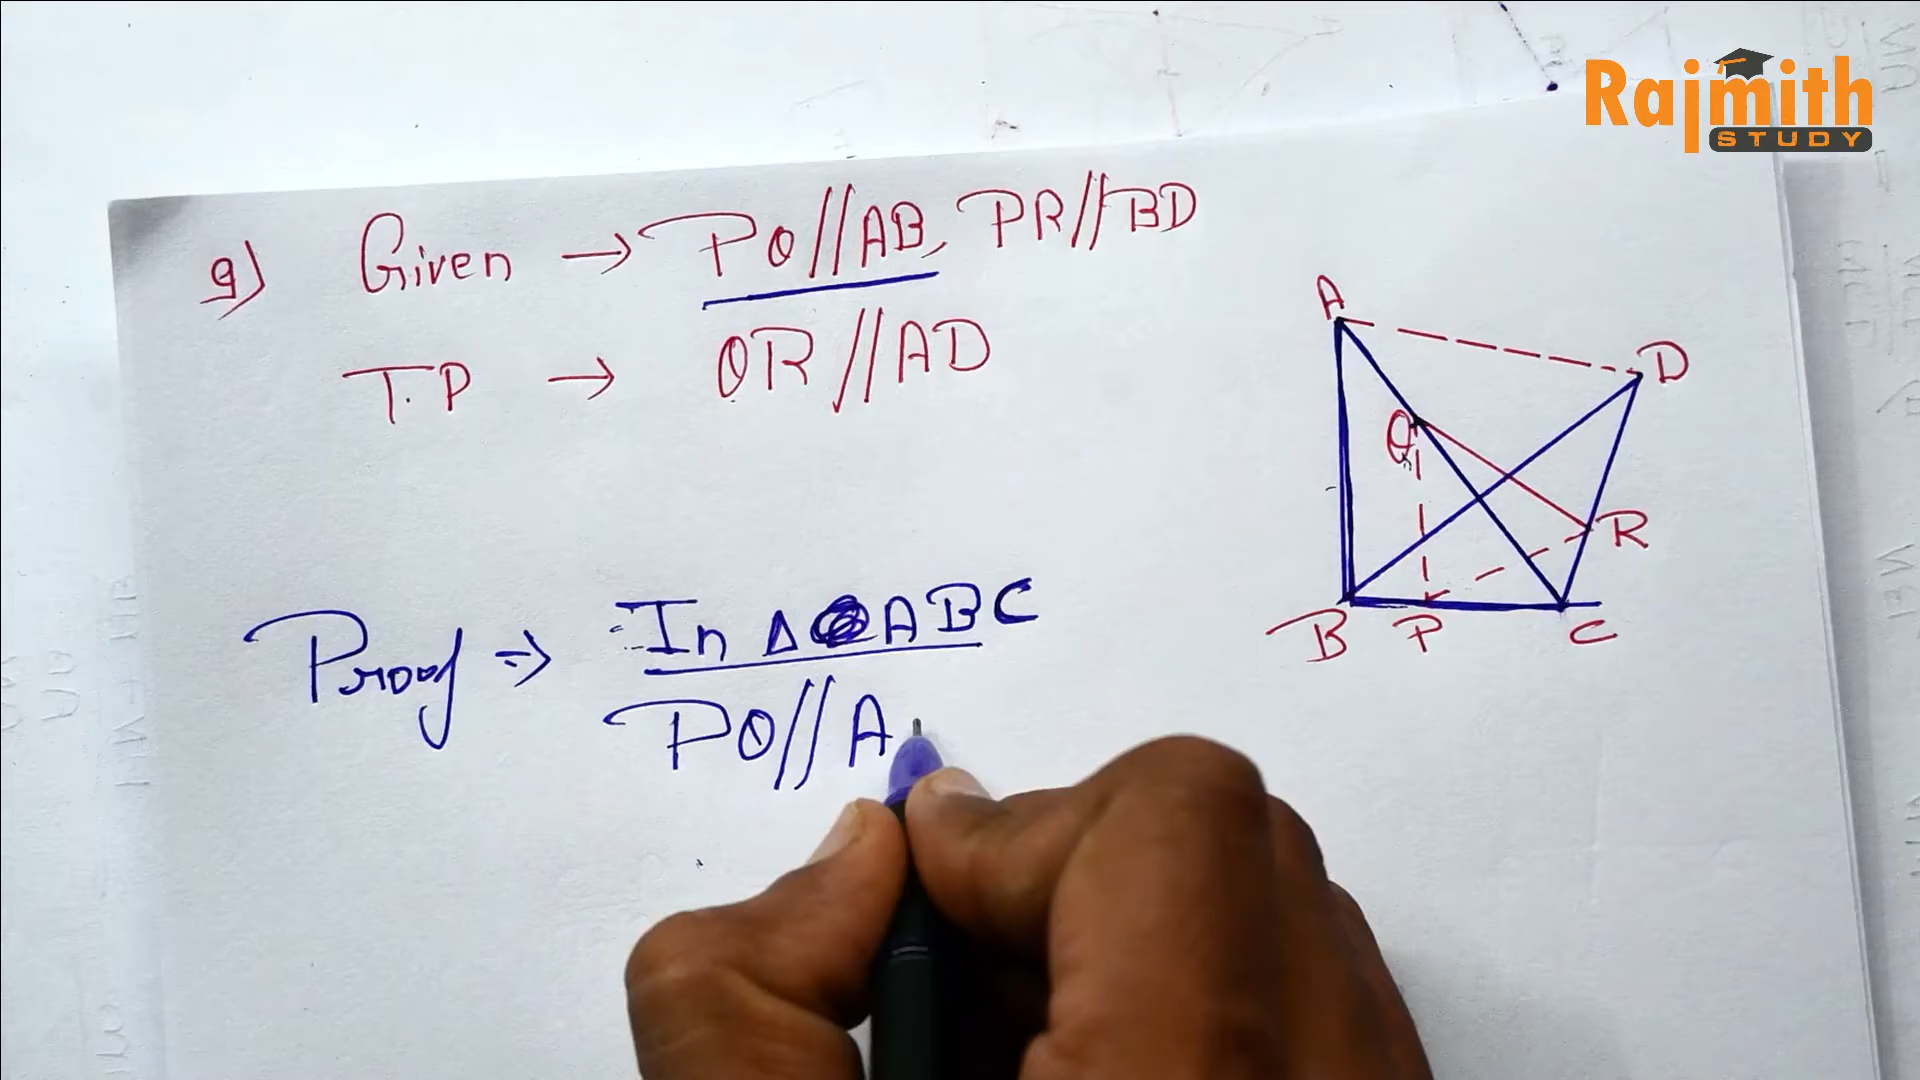 Rajmith
STUDY
9) Given → PQ//AB, PR//BD
T.P → QR//AD
A
D
Q
R
B P C
Proof ⇒ In Δ ABC
PQ// A